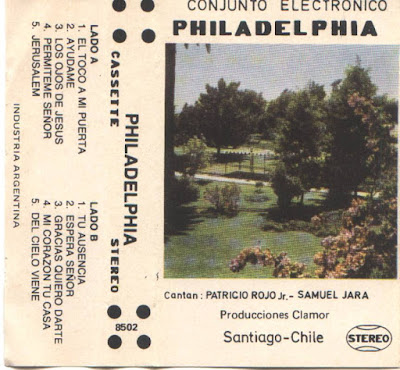 CONJUNTO ELECTRONICO
PHILADELPHIA
Cantan: PATRICIO ROJO Jr.- SAMUEL JARA
Producciones Clamor
Santiago-Chile
STEREO
CASSETTE
PHILADELPHIA
STEREO
8502
LADO A
1. EL TOCO A MI PUERTA
2. AYUDAME
3. LOS OJOS DE JESUS
4. PERMITEME SEÑOR
5. JERUSALEM
LADO B
1. TU AUSENCIA
2. ESPERA SEÑOR
3. GRACIAS QUIERO DARTE
4. MI CORAZON TU CASA
5. DEL CIELO VIENE
INDUSTRIA ARGENTINA